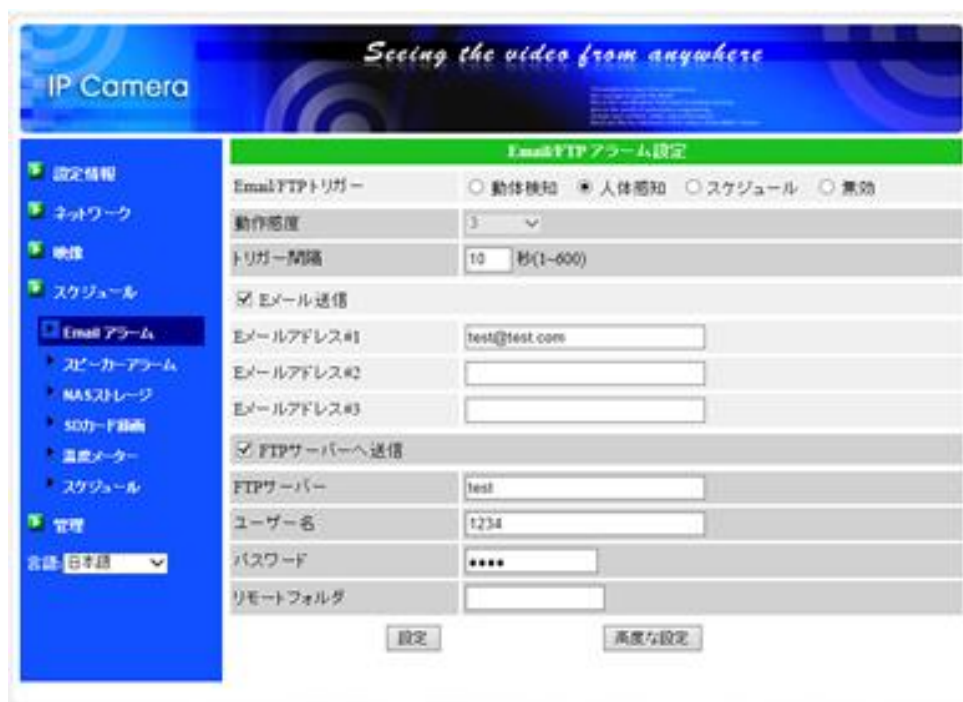 Seeing the video from anywhere
IP Camera
設定情報
ネットワーク
映像
スケジュール
Email アラーム
スピーカーアラーム
NASストレージ
SDカード録画
温度メーター
スケジュール
管理
言語: 日本語
Email/FTP アラーム設定
Email/FTPトリガー 動体検知 人体感知 スケジュール 無効
動作感度 3
トリガー間隔 10 秒(1~600)
Eメール送信
Eメールアドレス#1 test@test.com
Eメールアドレス#2
Eメールアドレス#3
FTPサーバーへ送信
FTPサーバー test
ユーザー名 1234
パスワード ••••
リモートフォルダ
設定 高度な設定